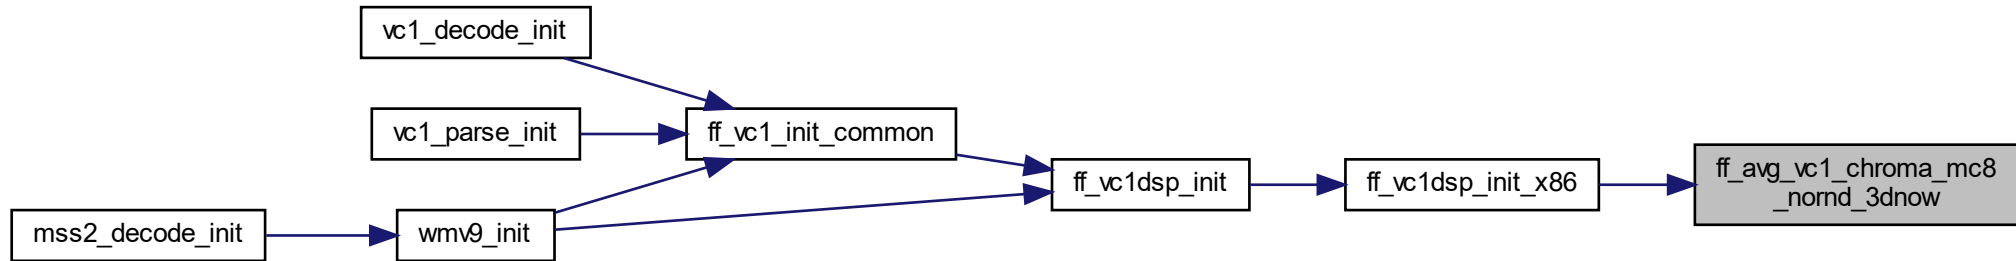 vc1_decode_init
vc1_parse_init
ff_vc1_init_common
mss2_decode_init
wmv9_init
ff_vc1dsp_init
ff_vc1dsp_init_x86
ff_avg_vc1_chroma_mc8
_nornd_3dnow